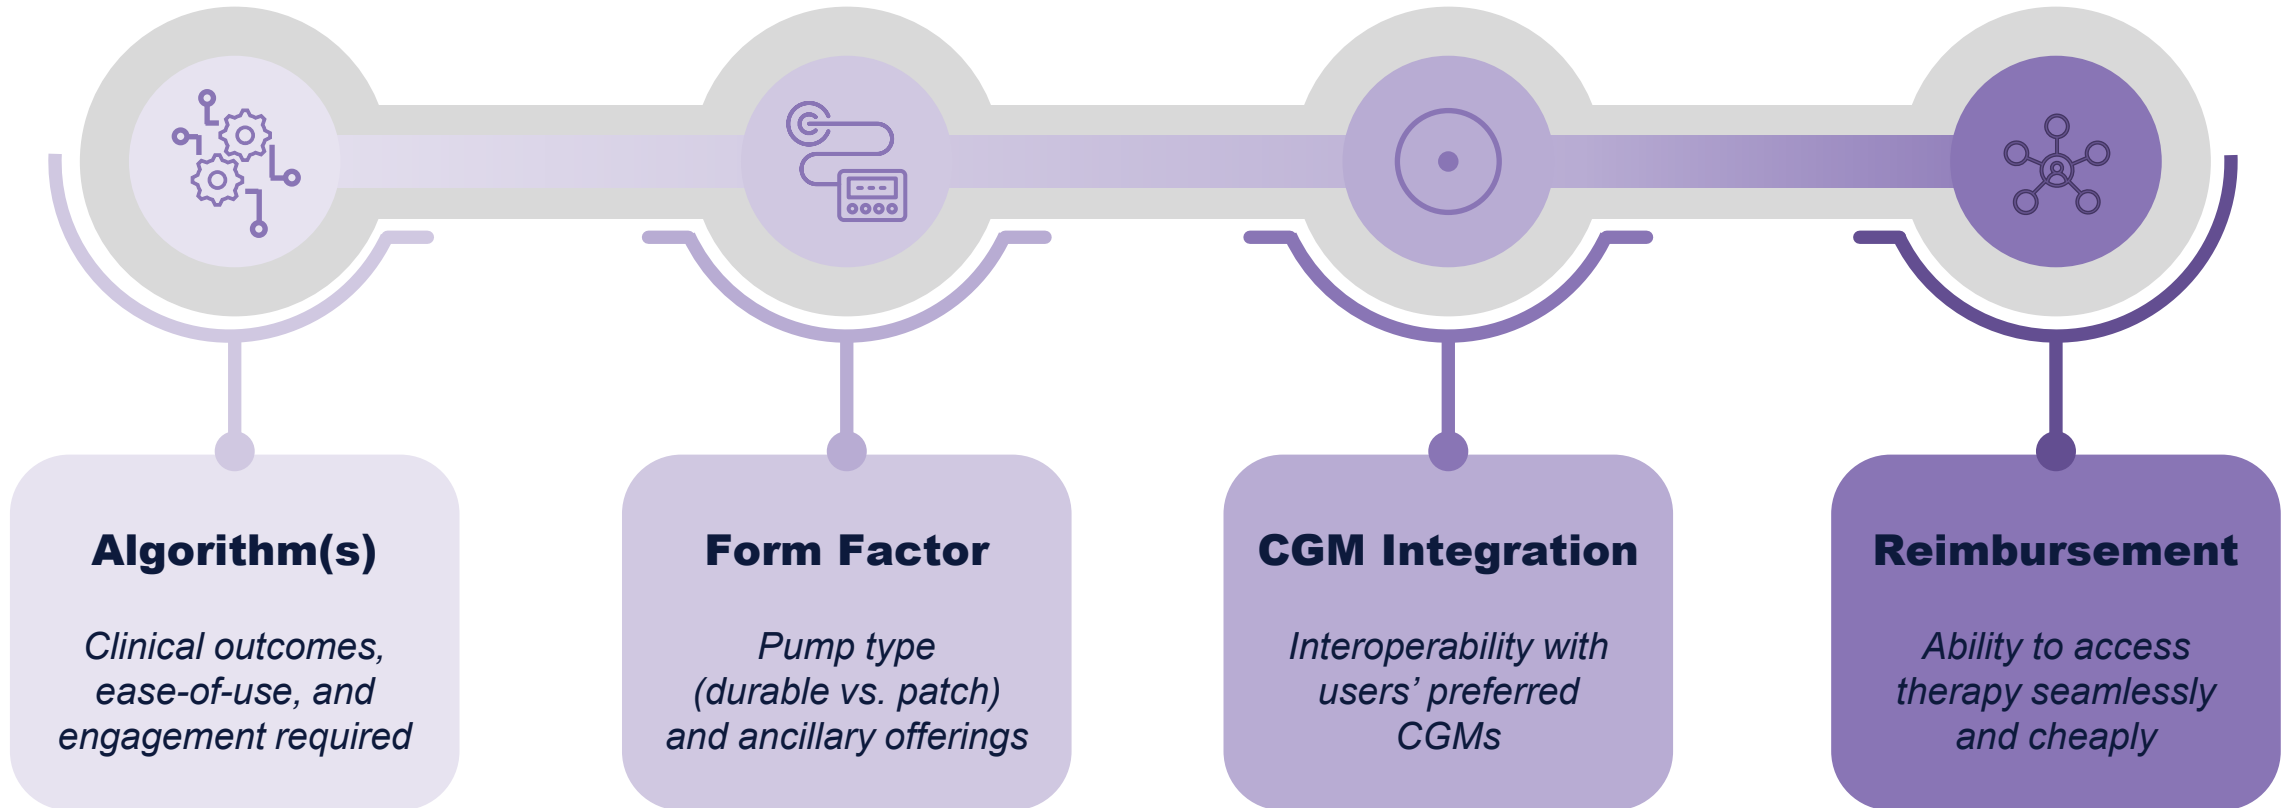 Algorithm(s)
Clinical outcomes,
ease-of-use, and
engagement required
Form Factor
Pump type
(durable vs. patch)
and ancillary offerings
CGM Integration
Interoperability with
users’ preferred
CGMs
Reimbursement
Ability to access
therapy seamlessly
and cheaply